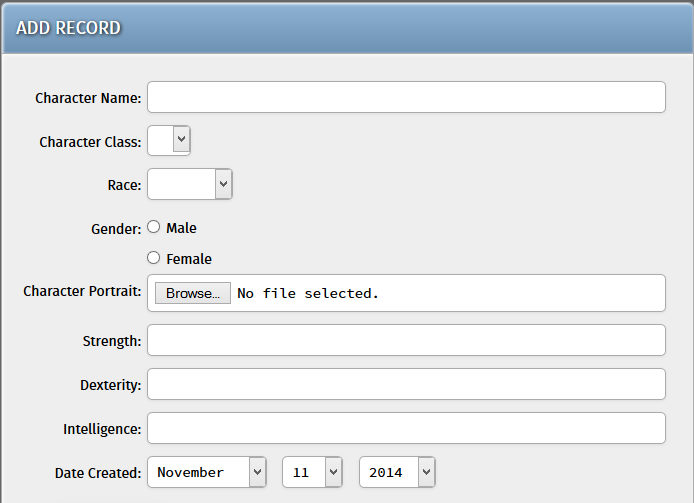 ADD RECORD
Character Name:
Character Class:
Race:
Gender: Male
Female
Character Portrait: Browse... No file selected.
Strength:
Dexterity:
Intelligence:
Date Created: November 11 2014